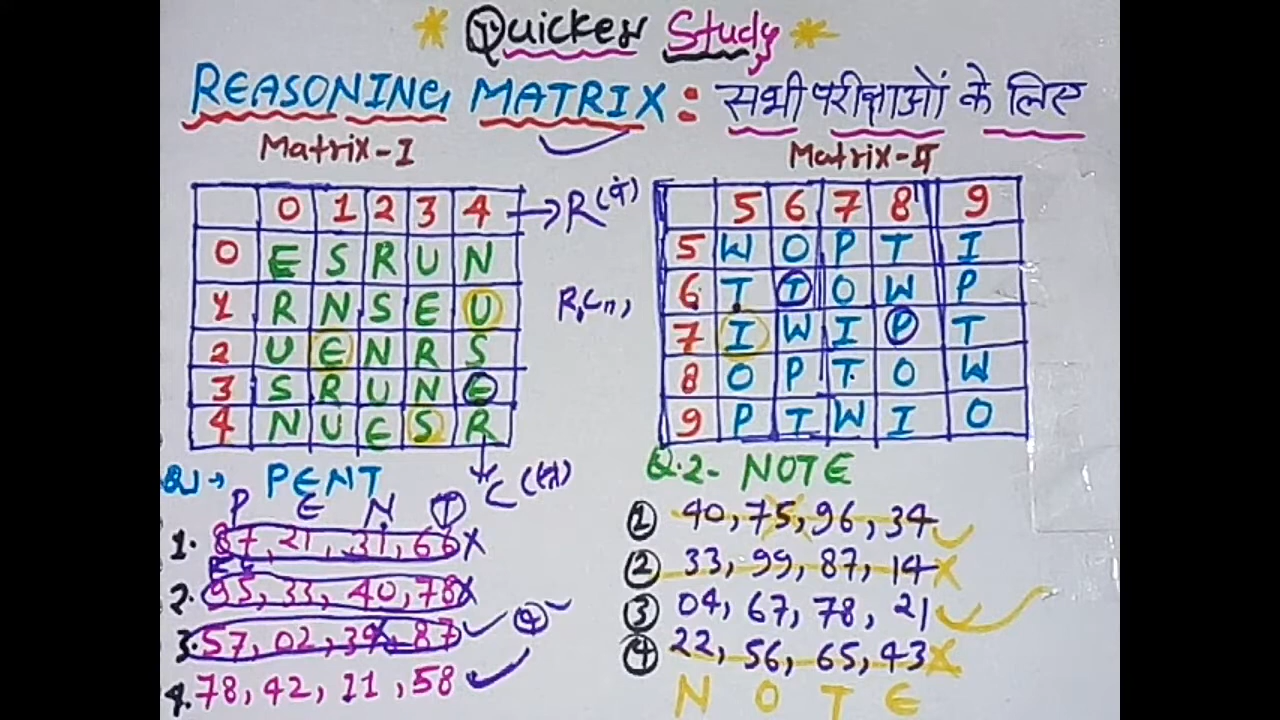 Quicker Study
REASONING MATRIX: सभी परीक्षाओं के लिए
Matrix-I
0 1 2 3 4 → R
0 E S R U N
1 R N S E U
2 U E N R S
3 S R U N E
4 N U E S R
C
Matrix-II
5 6 7 8 9
5 W O P T I
6 T I O W P
7 I W I P T
8 O P T O W
9 P T W I O
Q.1 → PENT
P E N T
1. 87, 21, 31, 66 X
2. 95, 33, 40, 78 X
3. 57, 02, 39, 87
4. 78, 42, 11, 58
Q.2- NOTE
1 40, 75, 96, 34
2 33, 99, 87, 14 X
3 04, 67, 78, 21
4 22, 56, 65, 43 X
N O T E